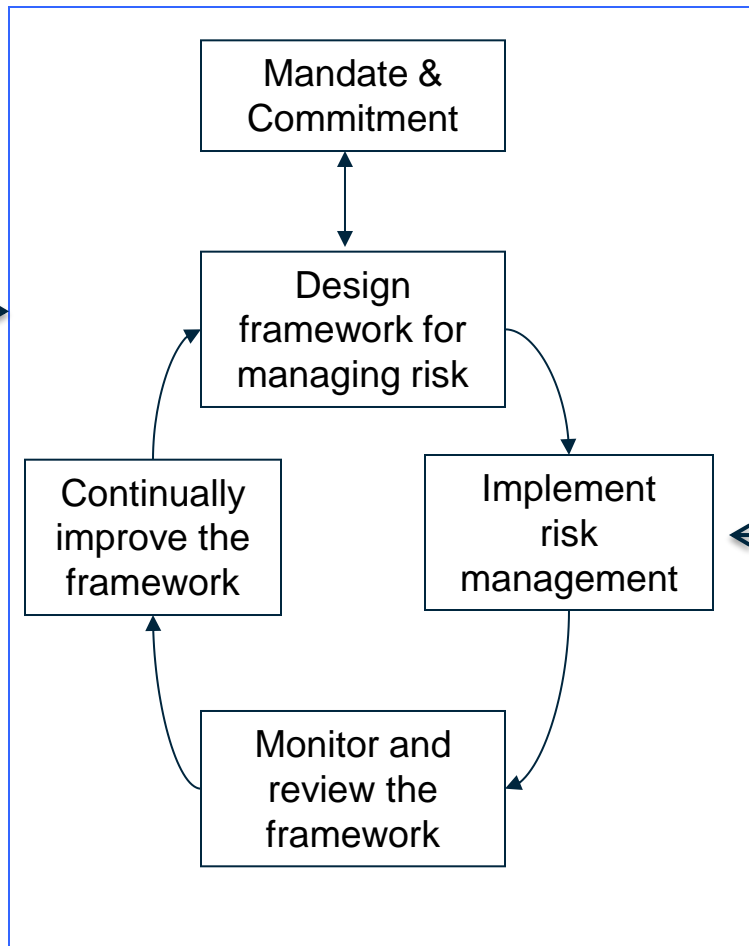 Mandate &
Commitment
Design
framework for
managing risk
Continually
improve the
framework
Implement
risk
management
Monitor and
review the
framework